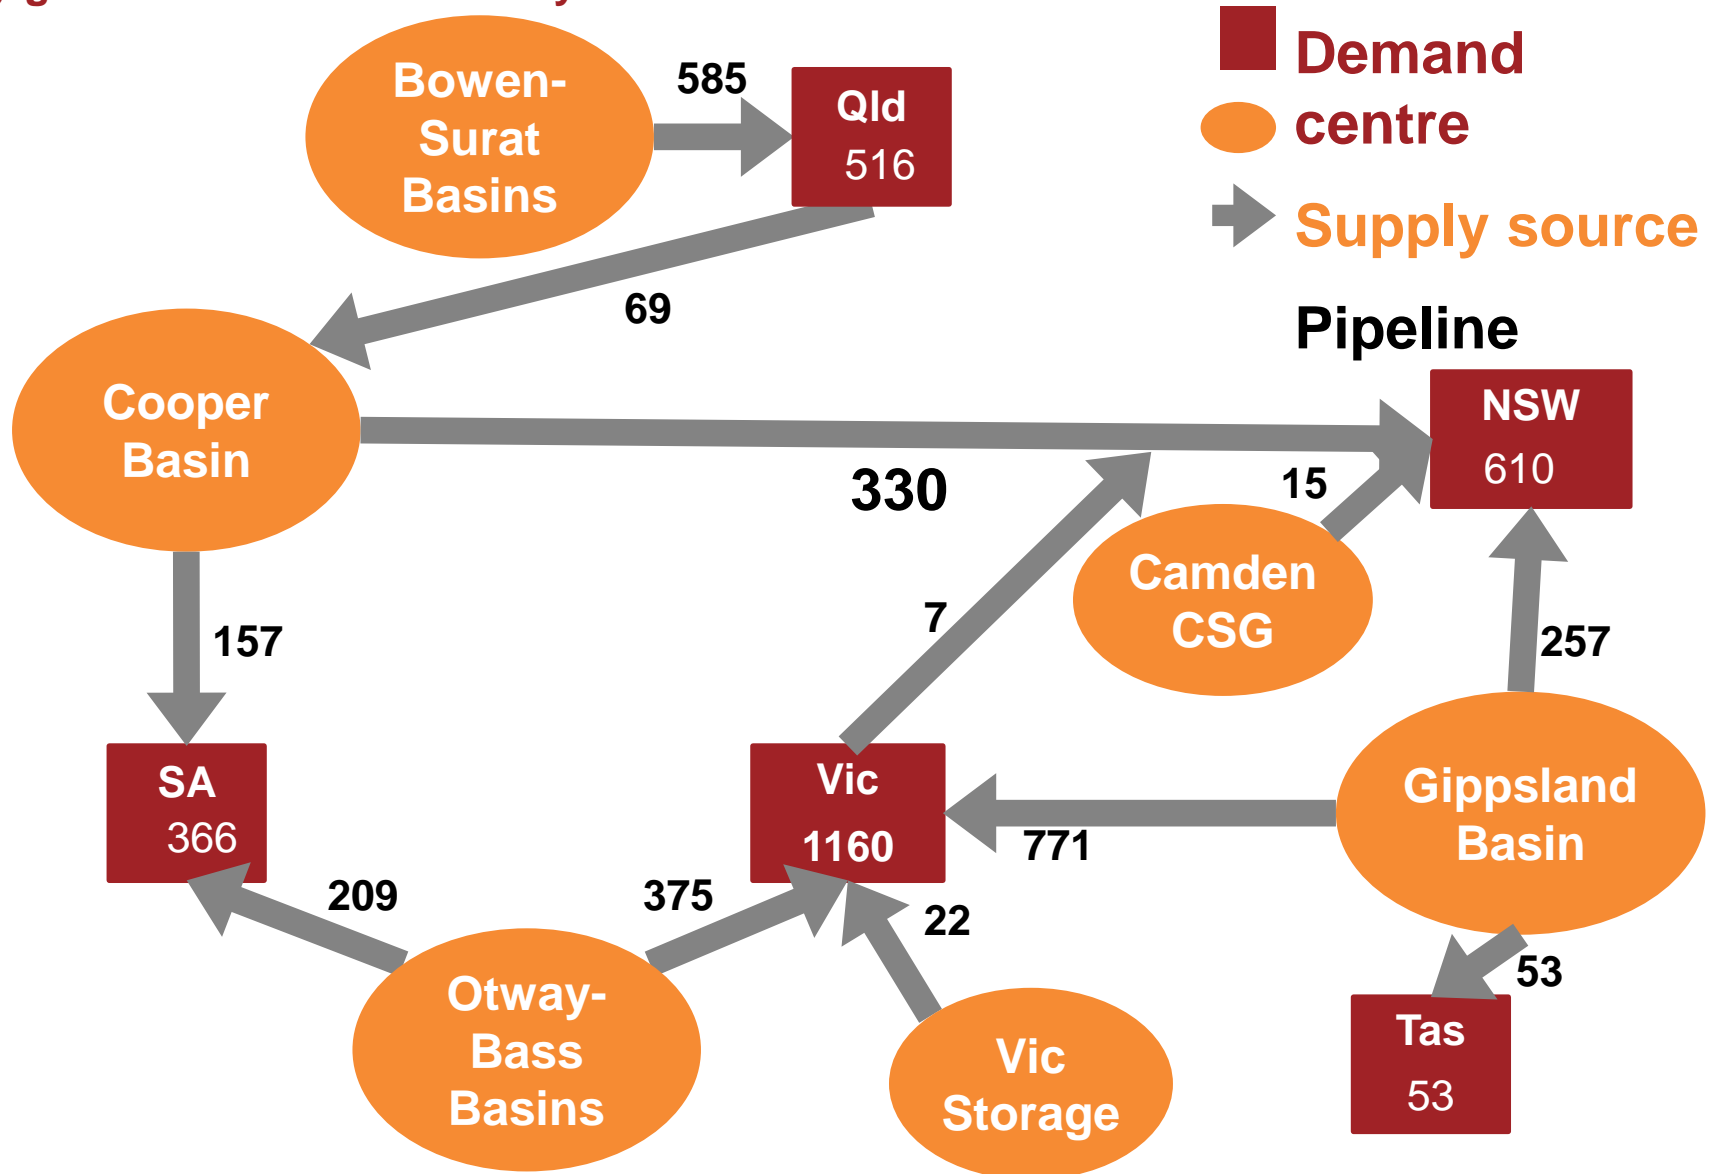 Bowen-
Surat
Basins
585
Qld
516
Demand
centre
Supply source
Pipeline
69
Cooper
Basin
330
NSW
610
15
Camden
CSG
7
257
157
SA
366
Vic
1160
771
Gippsland
Basin
209
375
22
53
Otway-
Bass
Basins
Vic
Storage
Tas
53